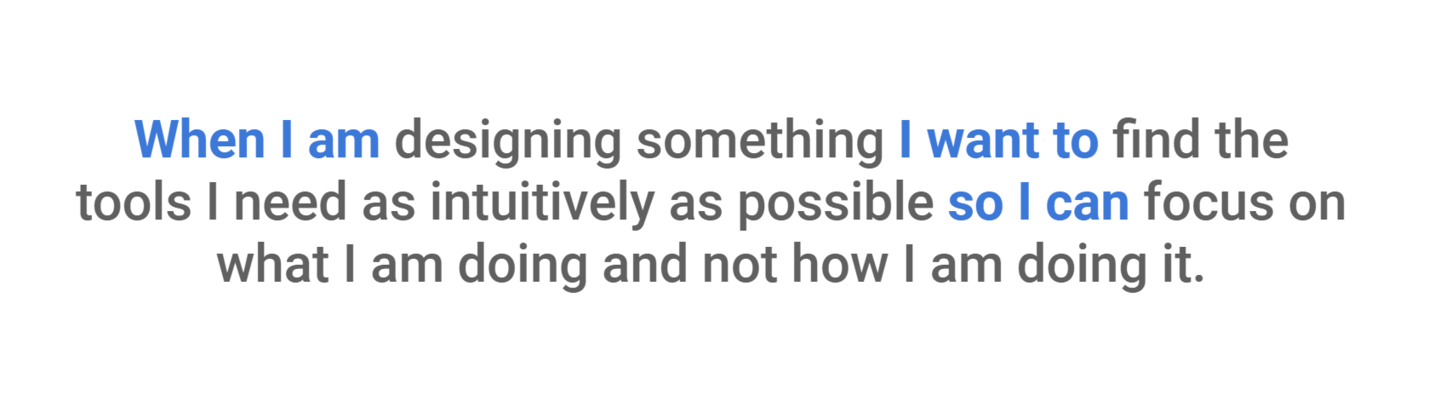 When I am designing something I want to find the
tools I need as intuitively as possible so I can focus on
what I am doing and not how I am doing it.